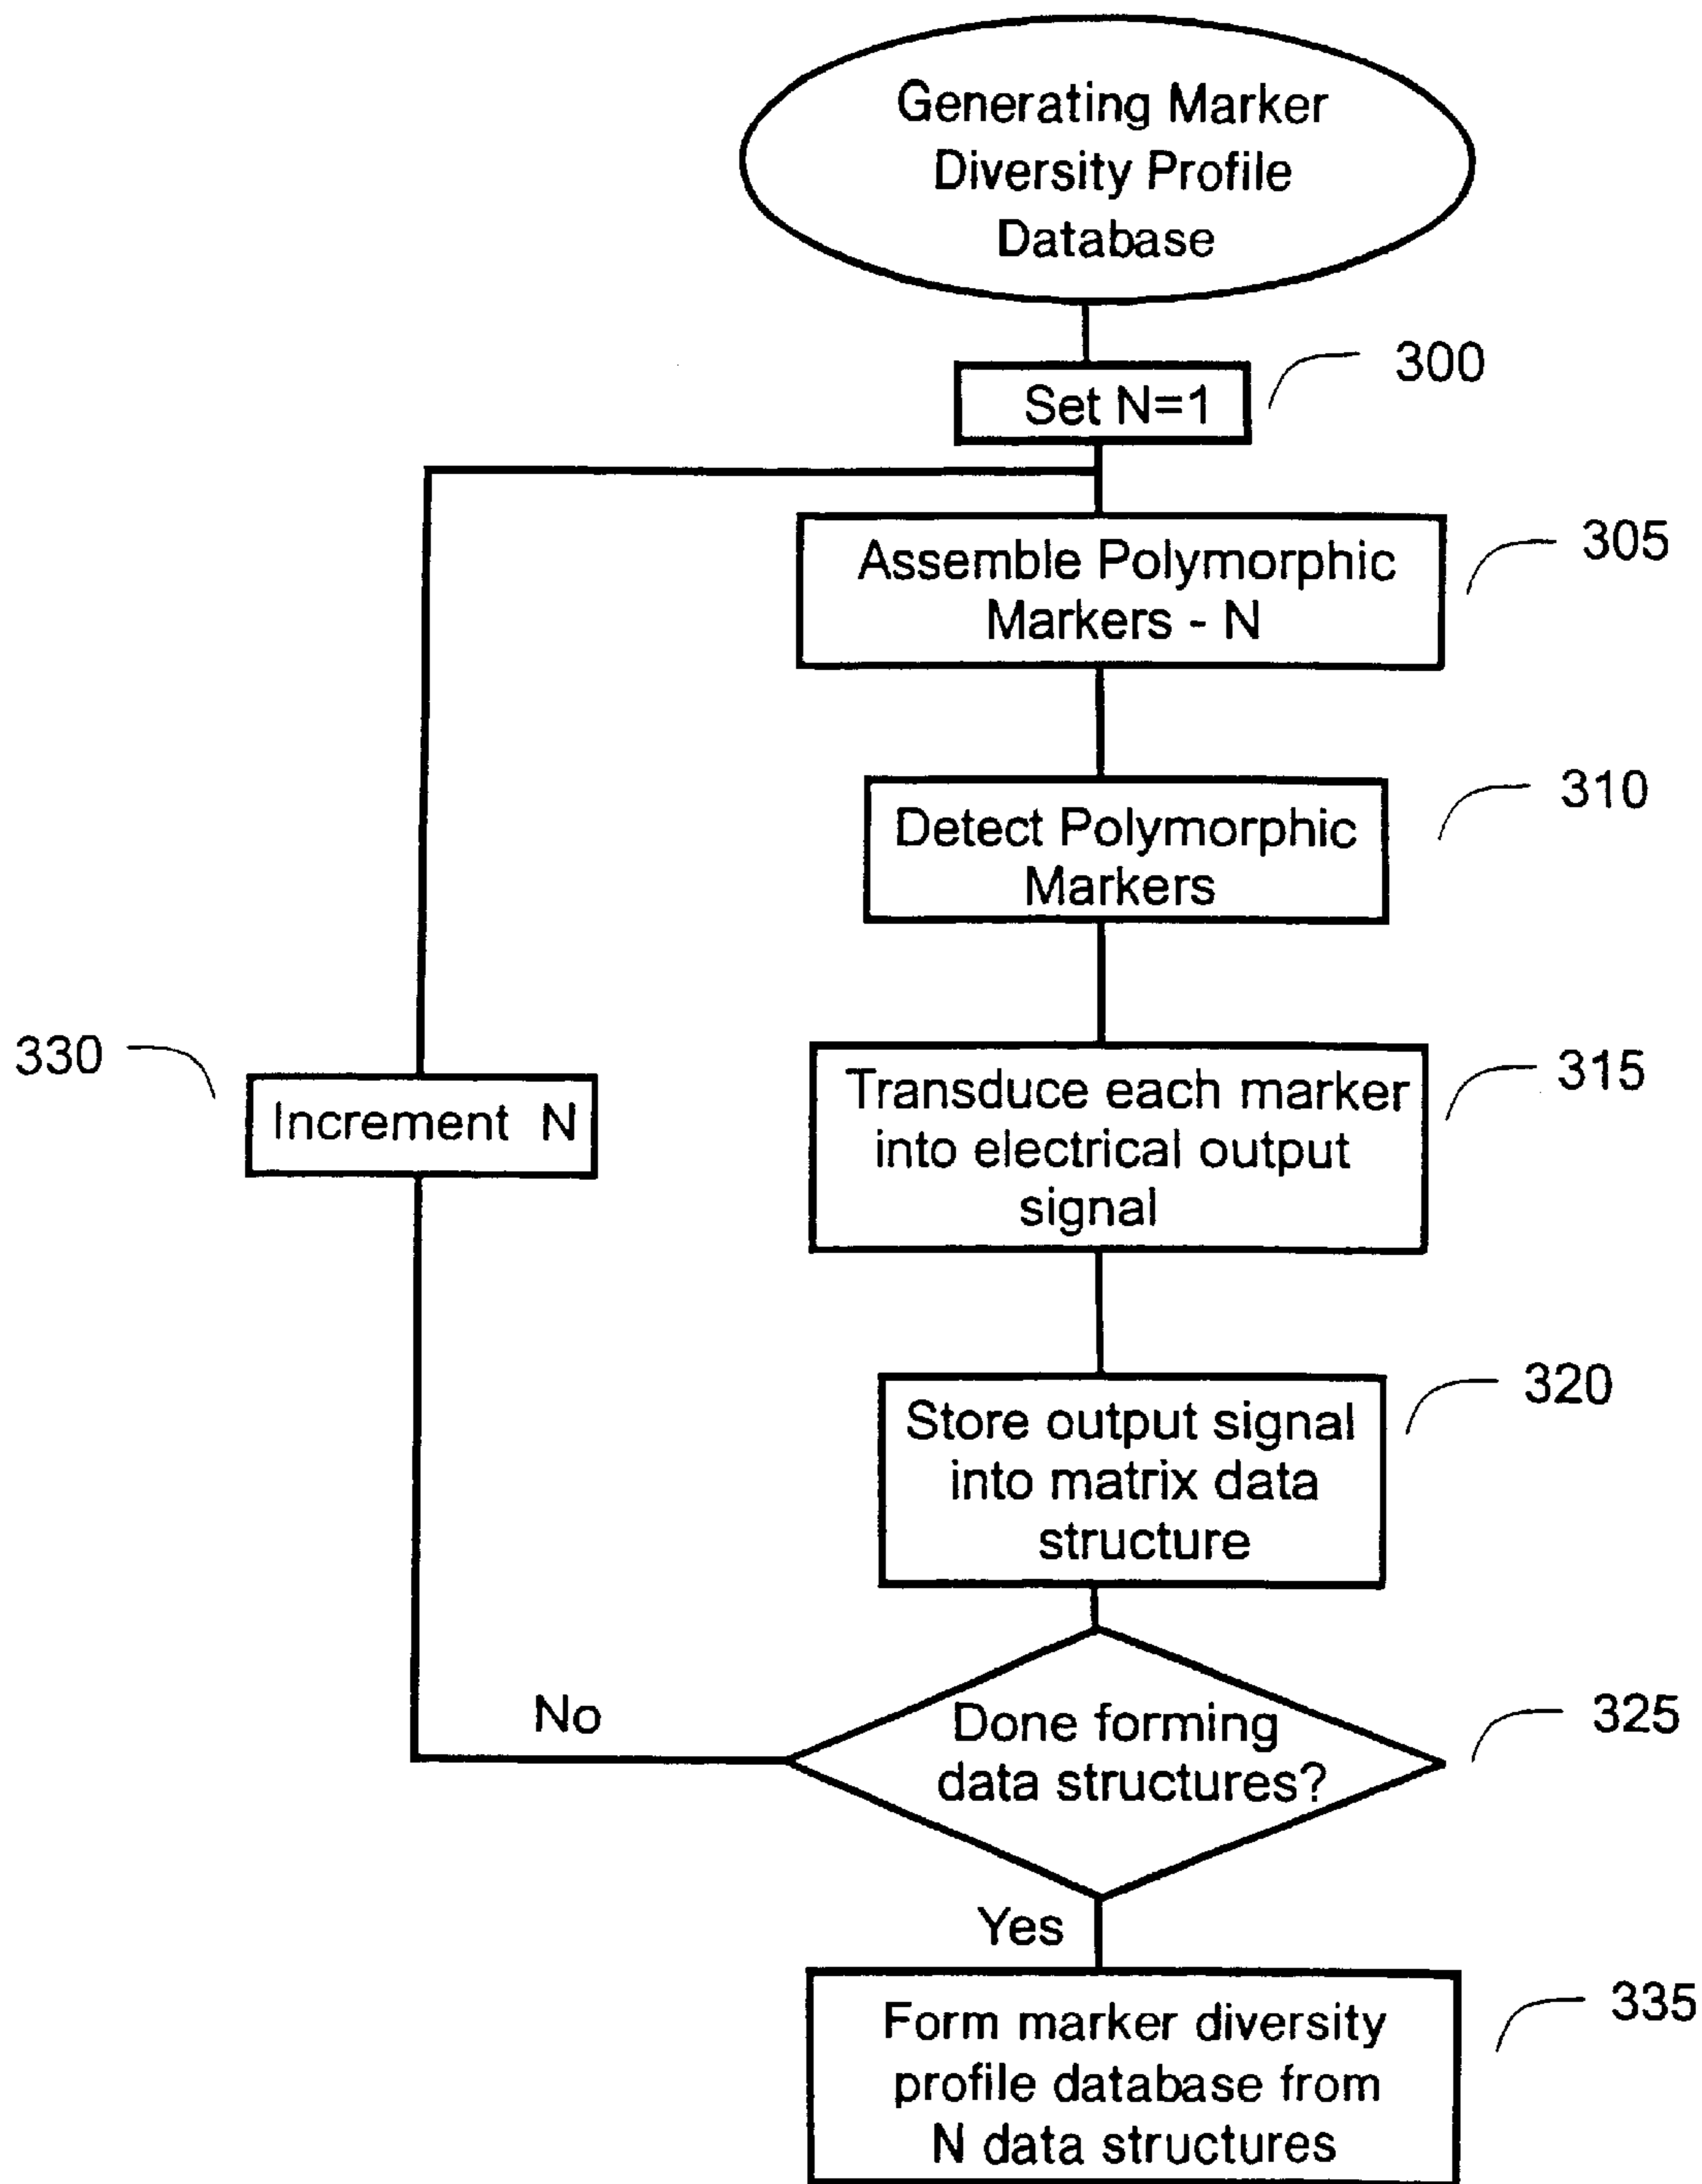 Generating Marker
Diversity Profile
Database
300
Set N=1
305
Assemble Polymorphic
Markers - N
310
Detect Polymorphic
Markers
315
Transduce each marker
into electrical output
signal
330
Increment N
320
Store output signal
into matrix data
structure
325
No
Done forming
data structures?
Yes
335
Form marker diversity
profile database from
N data structures